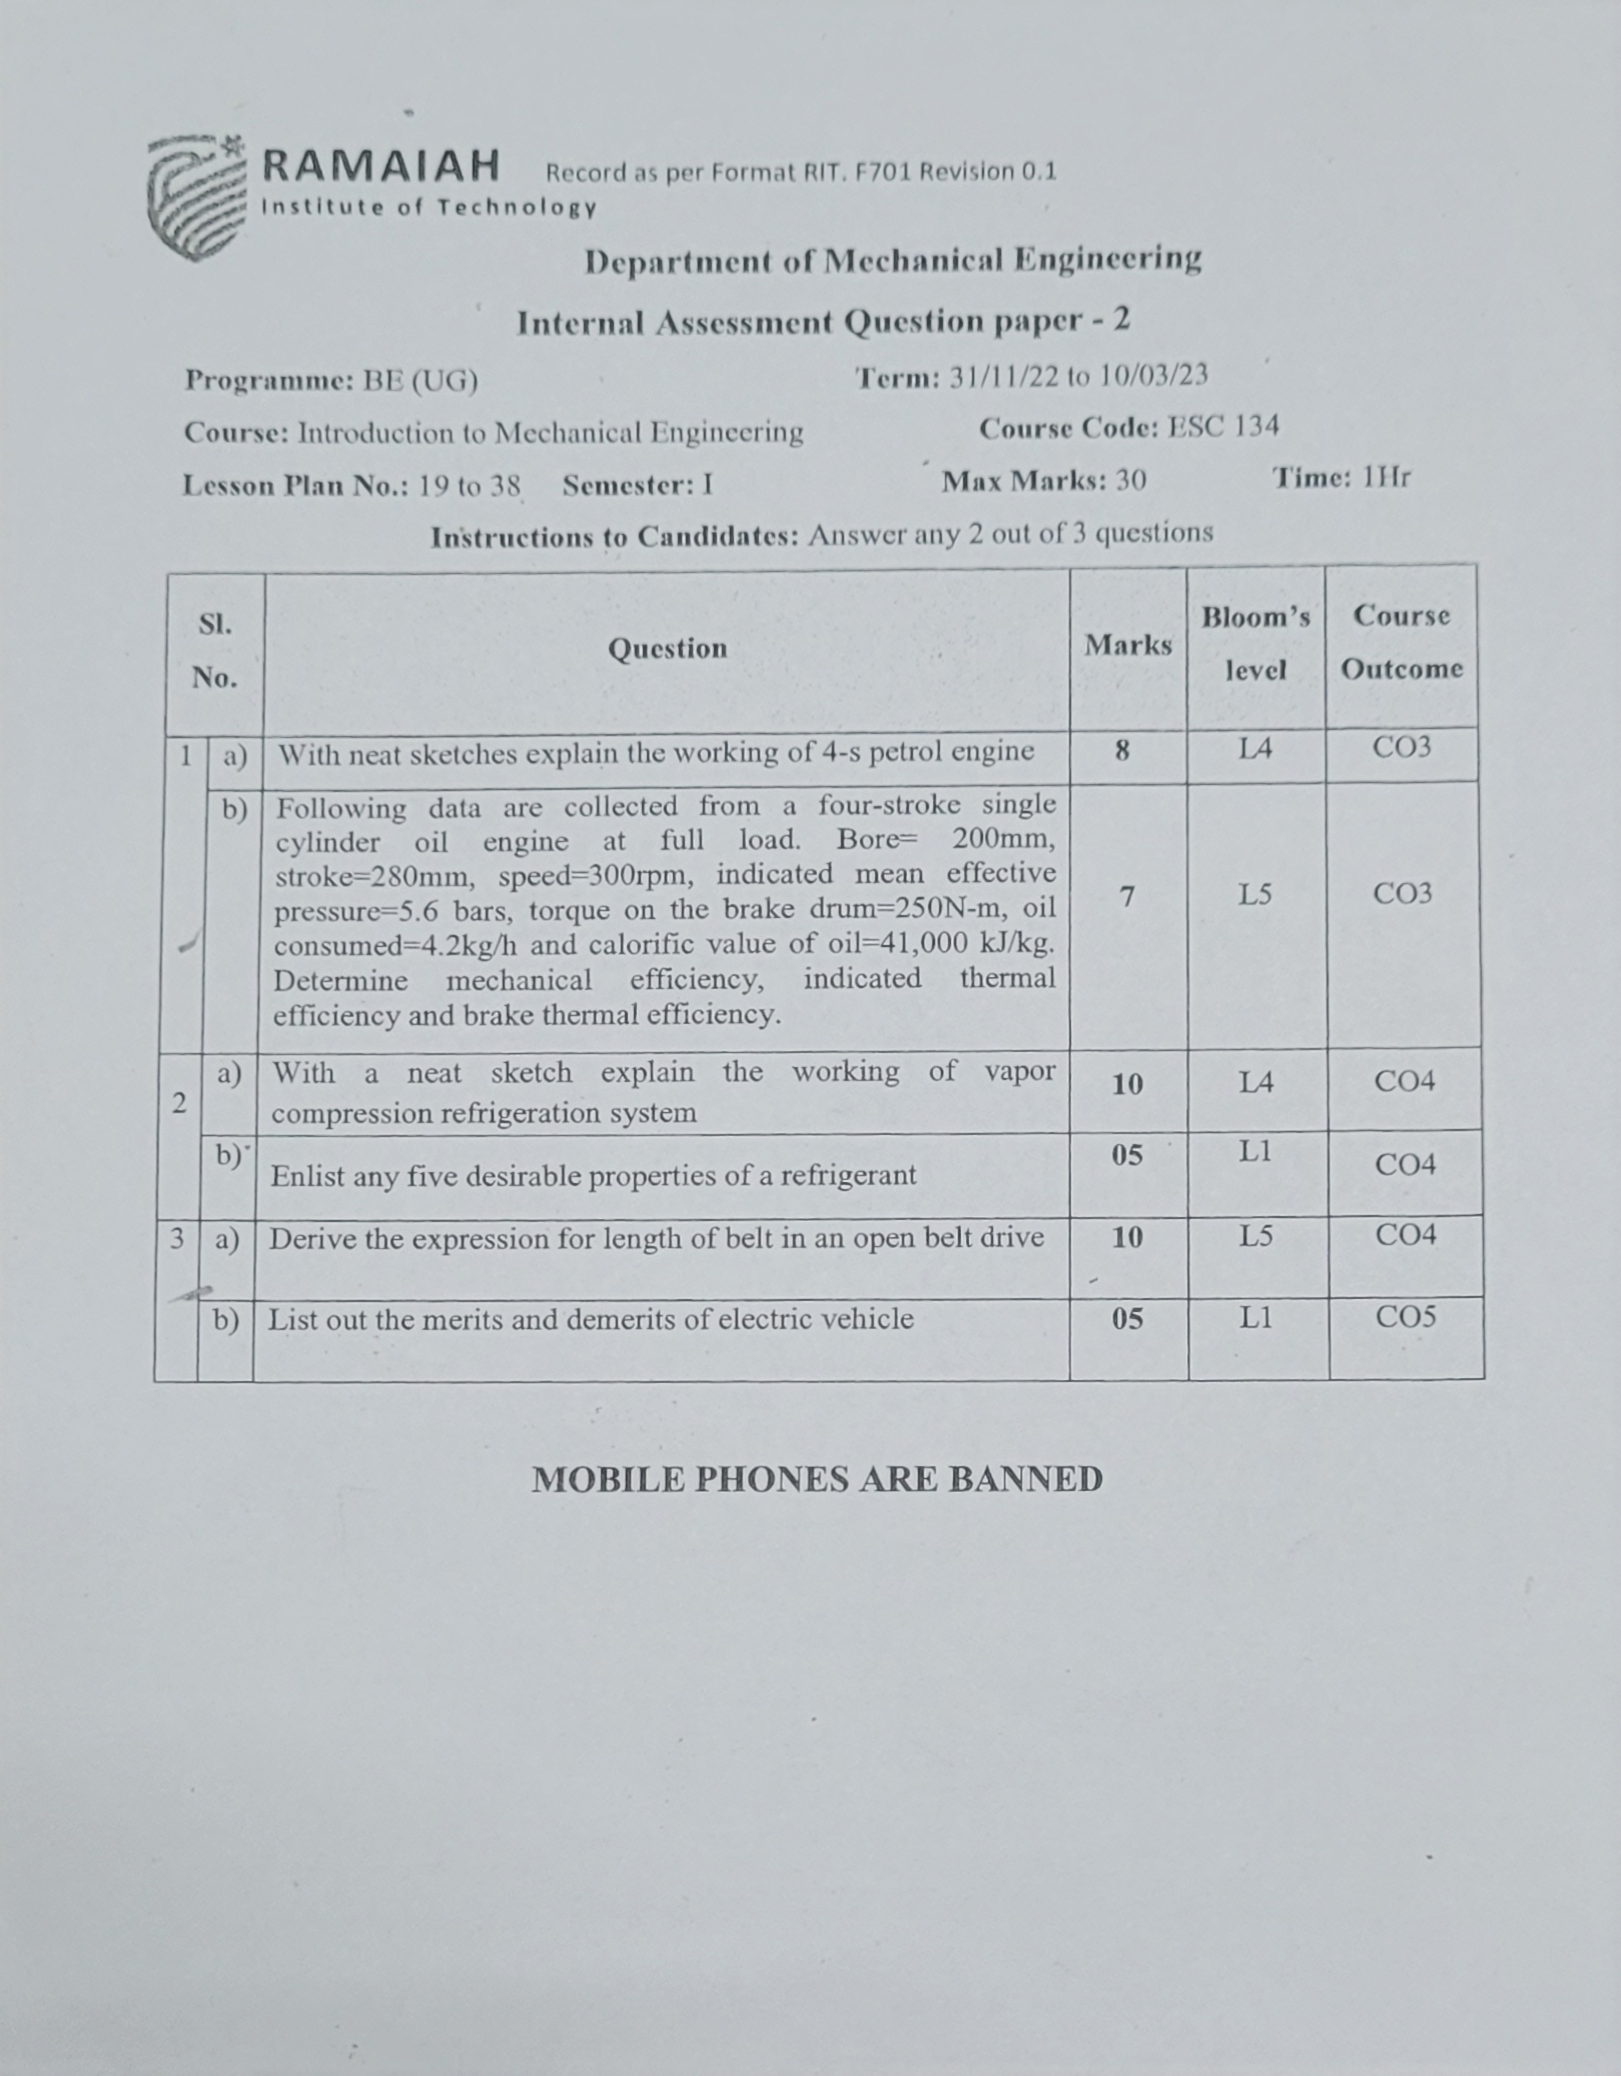 RAMAIAH Record as per Format RIT. F701 Revision 0.1
Institute of Technology
Department of Mechanical Engineering
Internal Assessment Question paper - 2
Programme: BE (UG) Term: 31/11/22 to 10/03/23
Course: Introduction to Mechanical Engineering Course Code: ESC 134
Lesson Plan No.: 19 to 38 Semester: I Max Marks: 30 Time: 1Hr
Instructions to Candidates: Answer any 2 out of 3 questions
Sl. No. Question Marks Bloom's level Course Outcome
1 a) With neat sketches explain the working of 4-s petrol engine 8 L4 CO3
b) Following data are collected from a four-stroke single
cylinder oil engine at full load. Bore= 200mm,
stroke=280mm, speed=300rpm, indicated mean effective
pressure=5.6 bars, torque on the brake drum=250N-m, oil
consumed=4.2kg/h and calorific value of oil=41,000 kJ/kg.
Determine mechanical efficiency, indicated thermal
efficiency and brake thermal efficiency.
7 L5 CO3
2 a) With a neat sketch explain the working of vapor
compression refrigeration system
10 L4 CO4
b) Enlist any five desirable properties of a refrigerant 05 L1 CO4
3 a) Derive the expression for length of belt in an open belt drive 10 L5 CO4
b) List out the merits and demerits of electric vehicle 05 L1 CO5
MOBILE PHONES ARE BANNED